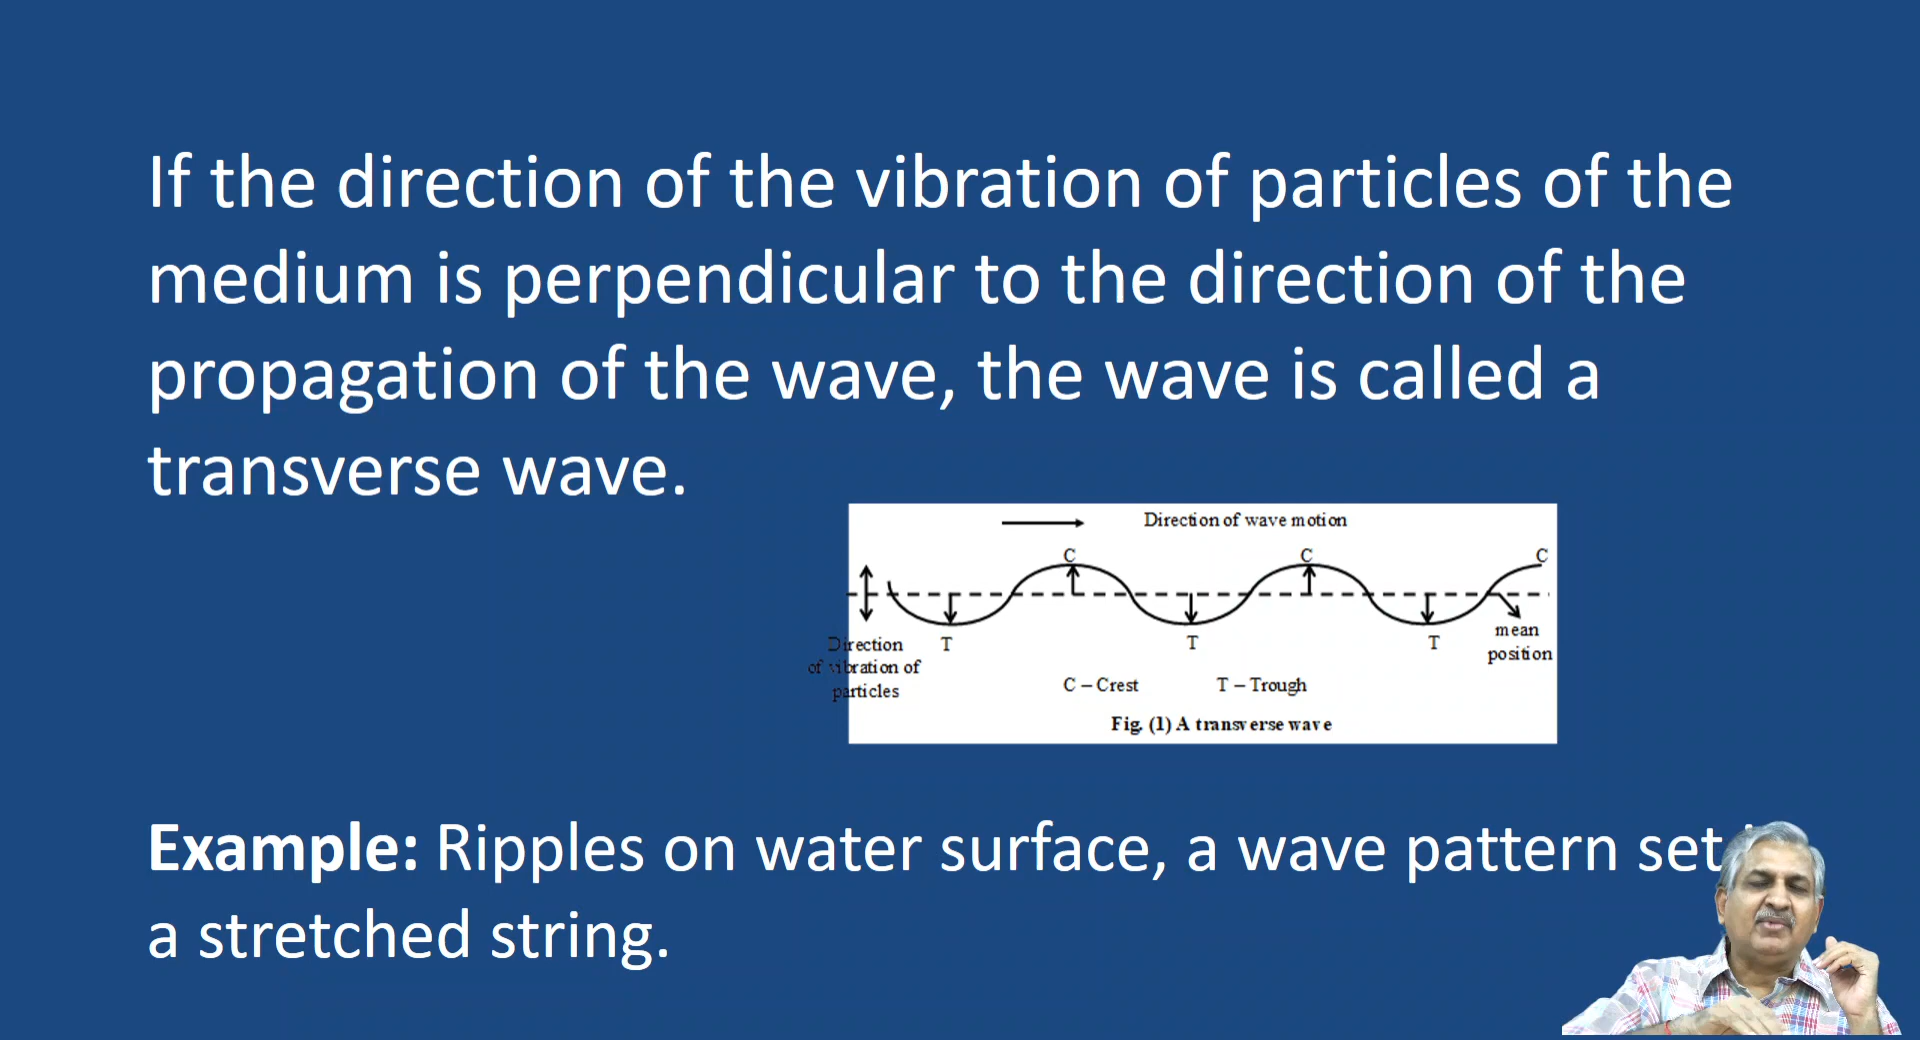 If the direction of the vibration of particles of the
medium is perpendicular to the direction of the
propagation of the wave, the wave is called a
transverse wave.
Direction of wave motion
C C C
Direction
of vibration of
particles
T T T
mean
position
C – Crest T – Trough
Fig. (1) A transverse wave
Example: Ripples on water surface, a wave pattern set
a stretched string.